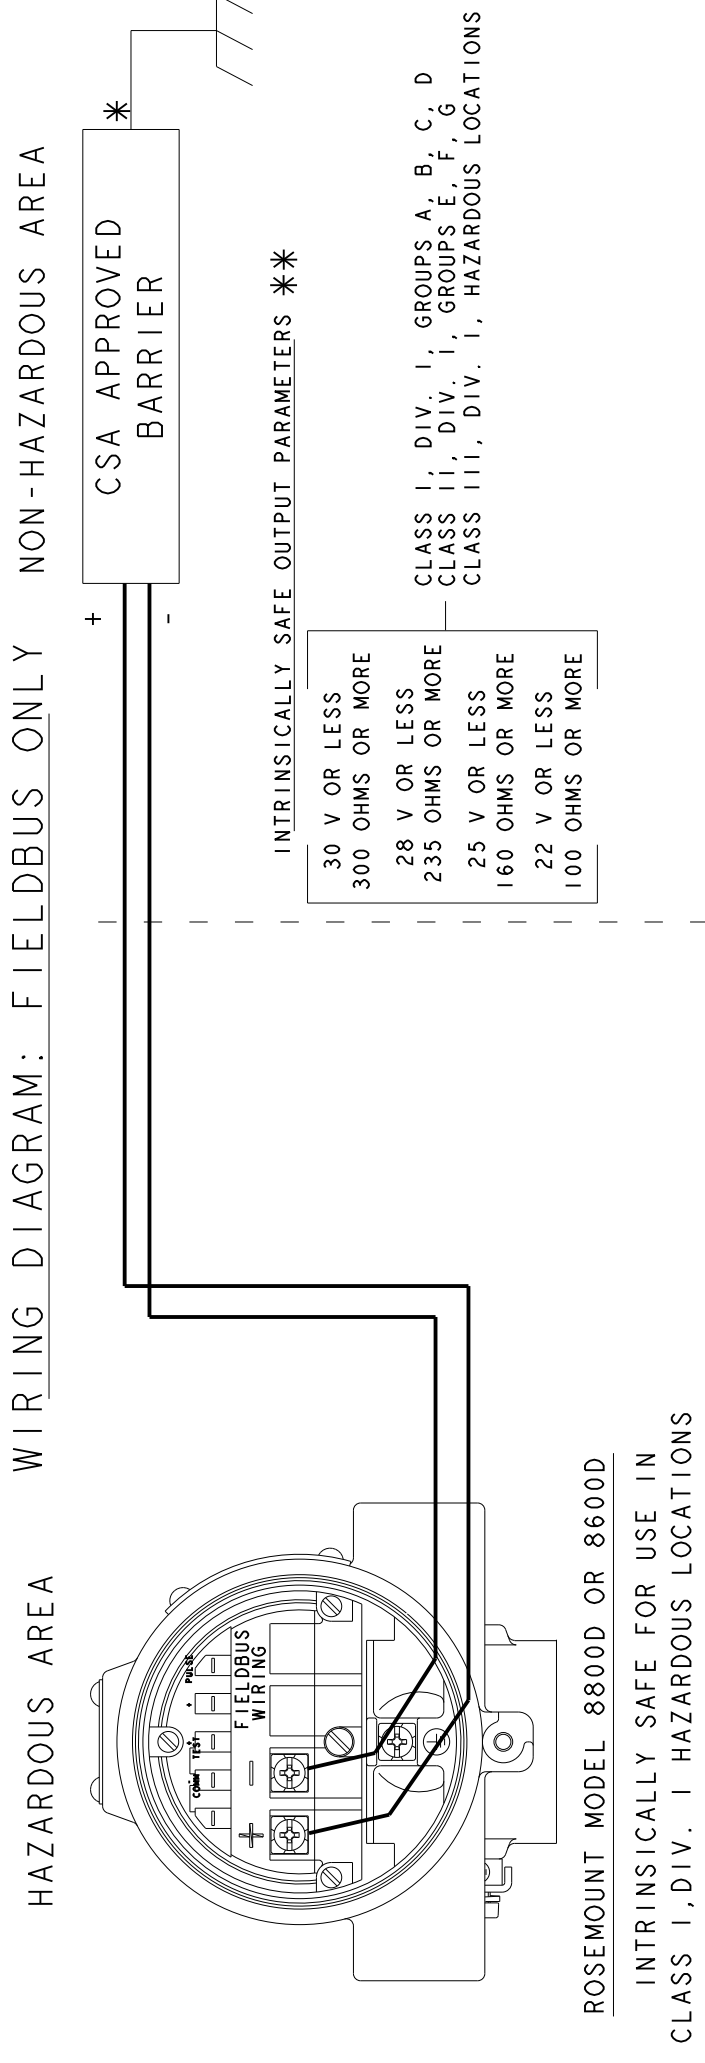 WIRING DIAGRAM: FIELDBUS ONLY
HAZARDOUS AREA
NON-HAZARDOUS AREA
*
CSA APPROVED
BARRIER
+
-
INTRINSICALLY SAFE OUTPUT PARAMETERS **
30 V OR LESS
300 OHMS OR MORE
28 V OR LESS
235 OHMS OR MORE
25 V OR LESS
160 OHMS OR MORE
22 V OR LESS
100 OHMS OR MORE
CLASS I, DIV. I, GROUPS A, B, C, D
CLASS II, DIV. I, GROUPS E, F, G
CLASS III, DIV. I, HAZARDOUS LOCATIONS
- COMM + TEST + PULSE
FIELDBUS
WIRING
+ -
ROSEMOUNT MODEL 8800D OR 8600D
INTRINSICALLY SAFE FOR USE IN
CLASS I,DIV. I HAZARDOUS LOCATIONS